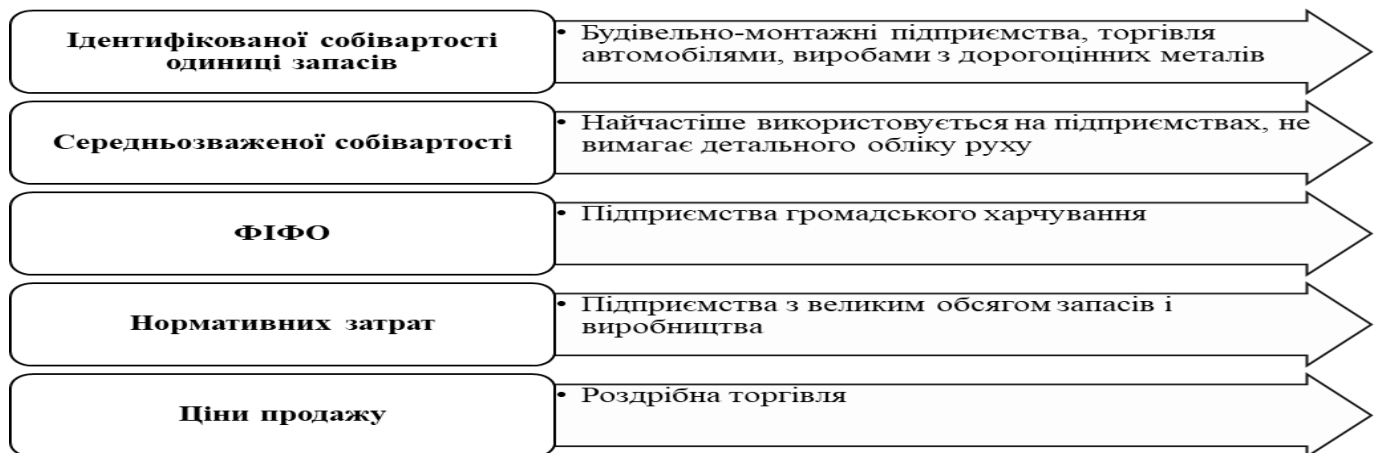 Ідентифікованої собівартості
одиниці запасів
• Будівельно-монтажні підприємства, торгівля
автомобілями, виробами з дорогоцінних металів
Середньозваженої собівартості
• Найчастіше використовується на підприємствах, не
вимагає детального обліку руху
ФІФО
• Підприємства громадського харчування
Нормативних затрат
• Підприємства з великим обсягом запасів і
виробництва
Ціни продажу
• Роздрібна торгівля